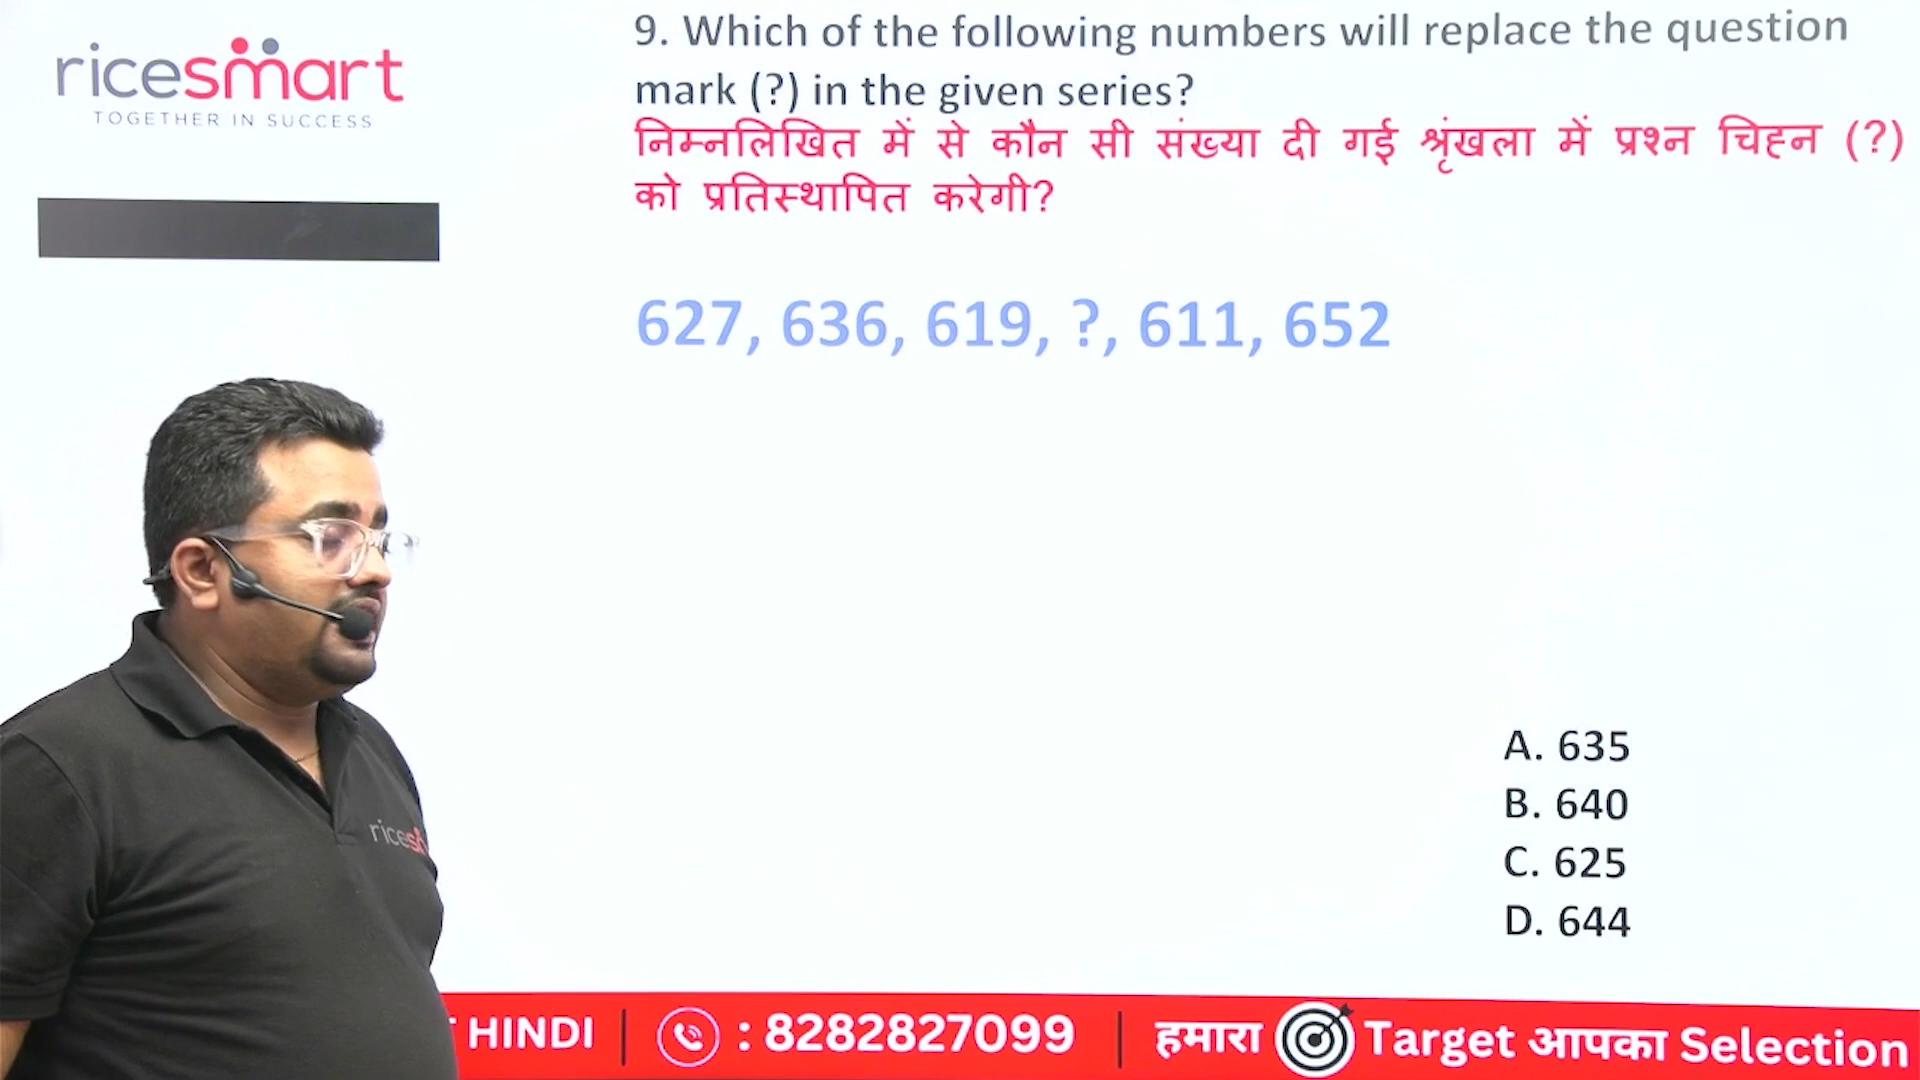 ricesmart
TOGETHER IN SUCCESS
9. Which of the following numbers will replace the question
mark (?) in the given series?
निम्नलिखित में से कौन सी संख्या दी गई श्रृंखला में प्रश्न चिह्न (?)
को प्रतिस्थापित करेगी?
627, 636, 619, ?, 611, 652
A. 635
B. 640
C. 625
D. 644
ricesm
HINDI | : 8282827099 | हमारा Target आपका Selection